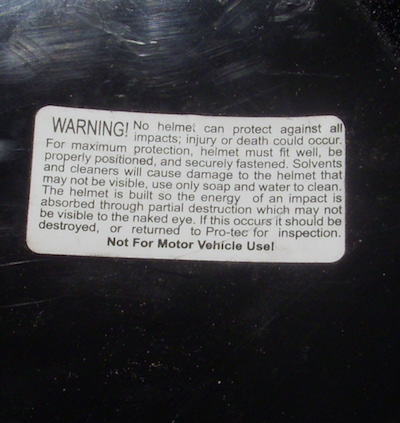 WARNING! No helmet can protect against all
impacts; injury or death could occur.
For maximum protection, helmet must fit well, be
properly positioned, and securely fastened. Solvents
and cleaners will cause damage to the helmet that
may not be visible, use only soap and water to clean.
The helmet is built so the energy of an impact is
absorbed through partial destruction which may not
be visible to the naked eye. If this occurs it should be
destroyed, or returned to Pro-tec for inspection.
Not For Motor Vehicle Use!